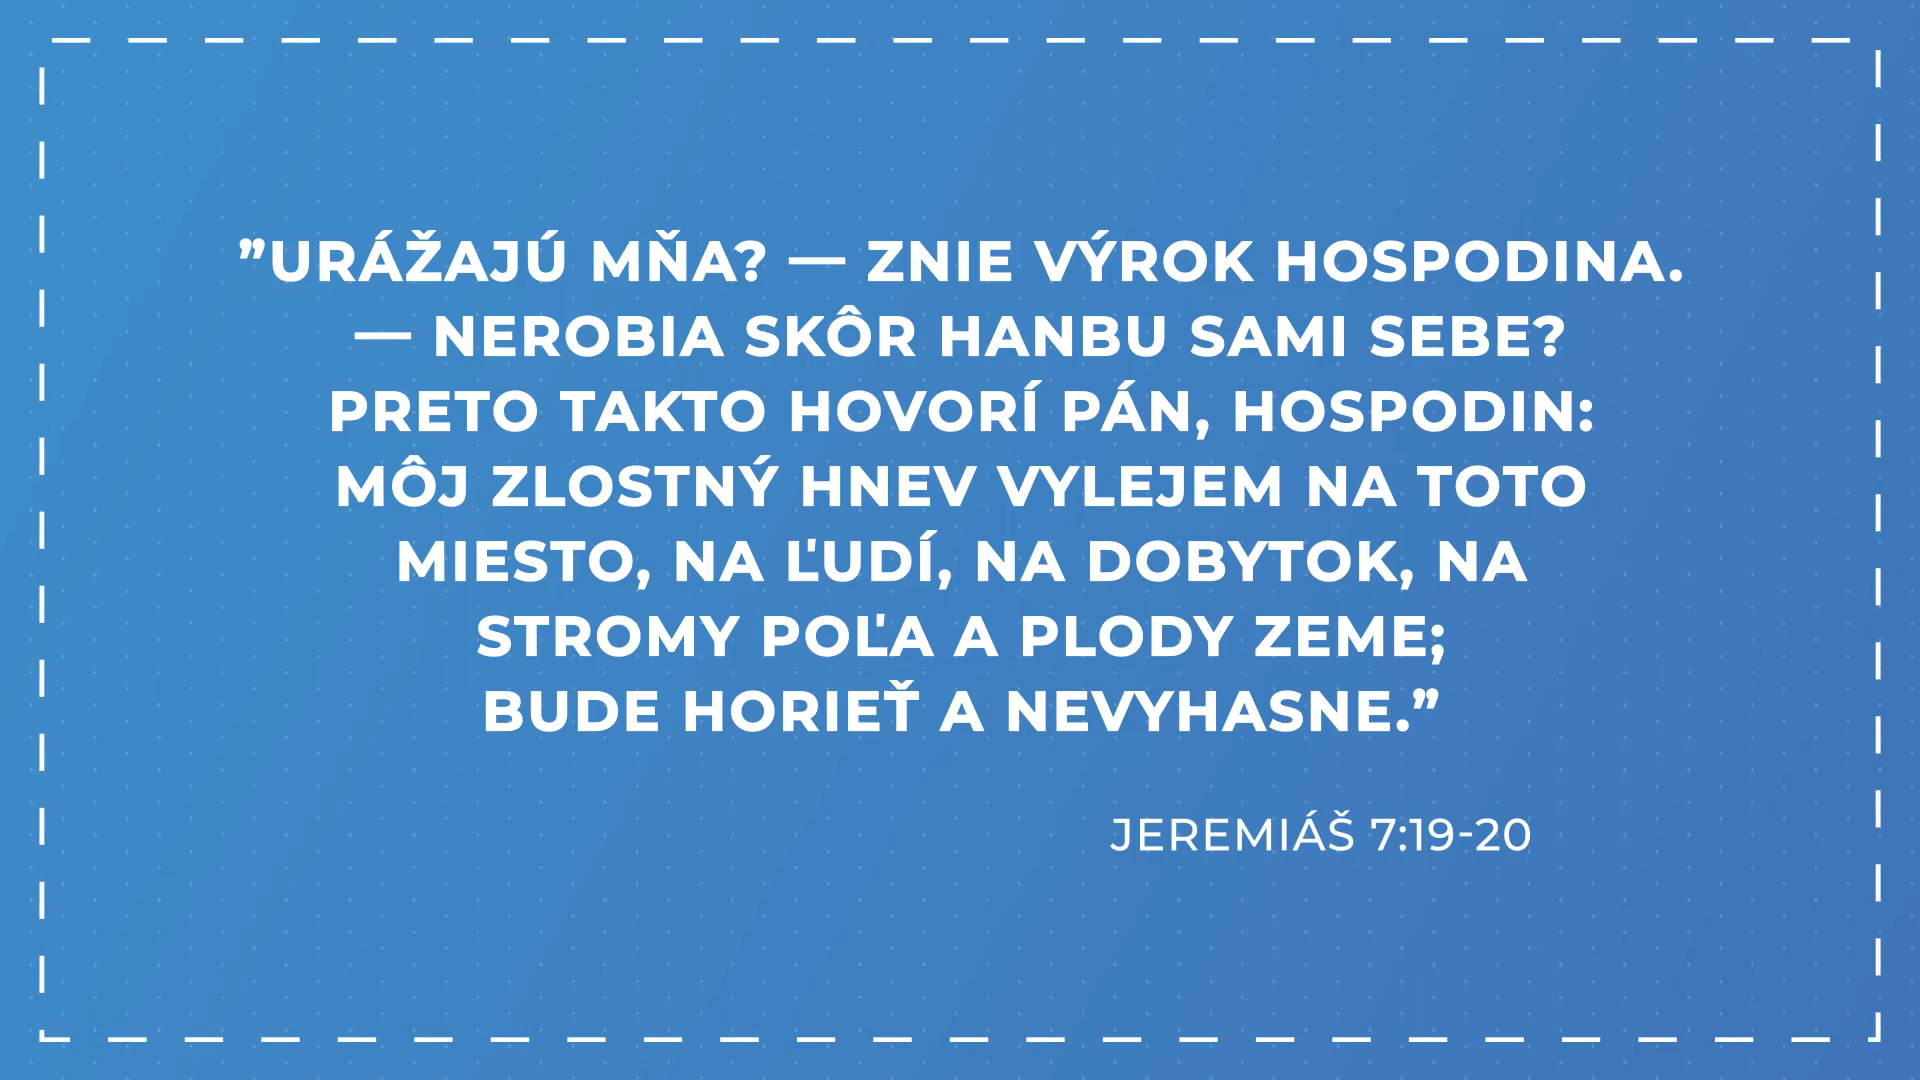 ”URÁŽAJÚ MŇA? — ZNIE VÝROK HOSPODINA.
— NEROBIA SKÔR HANBU SAMI SEBE?
PRETO TAKTO HOVORÍ PÁN, HOSPODIN:
MÔJ ZLOSTNÝ HNEV VYLEJEM NA TOTO
MIESTO, NA ĽUDÍ, NA DOBYTOK, NA
STROMY POĽA A PLODY ZEME;
BUDE HORIEŤ A NEVYHASNE.”
JEREMIÁŠ 7:19-20